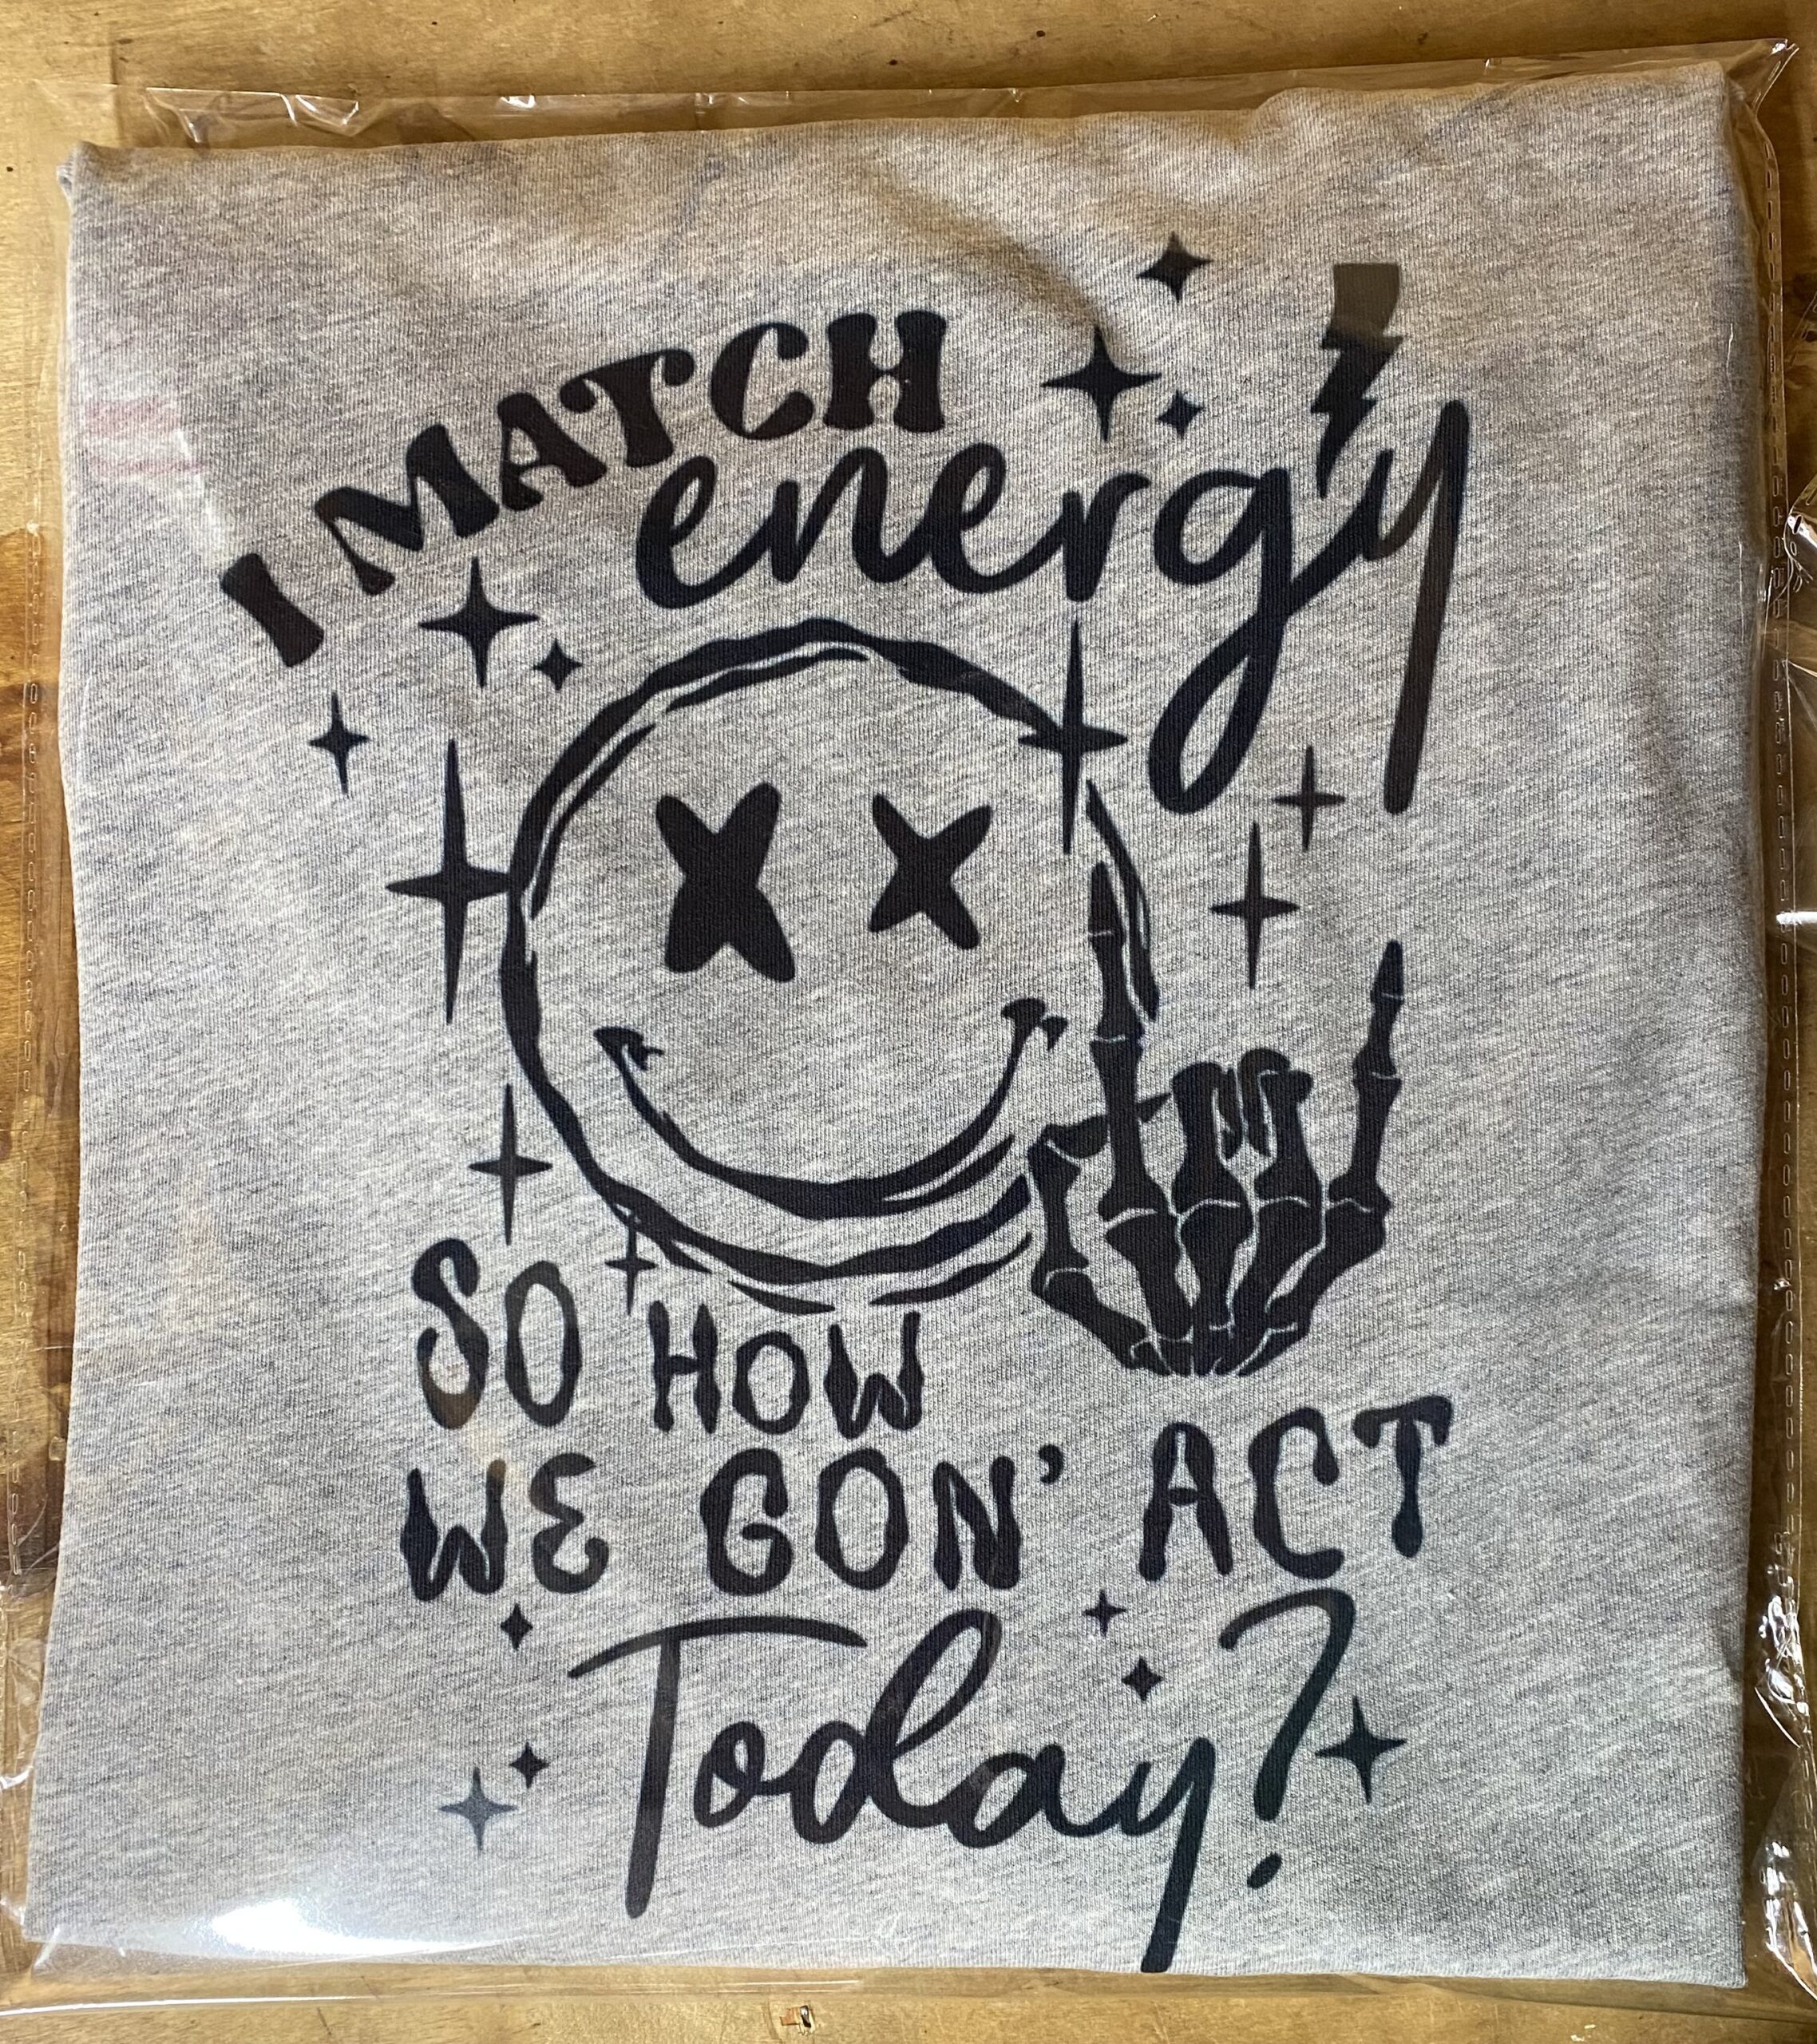 I MATCH
energy
SO HOW
WE GON' ACT
Today?